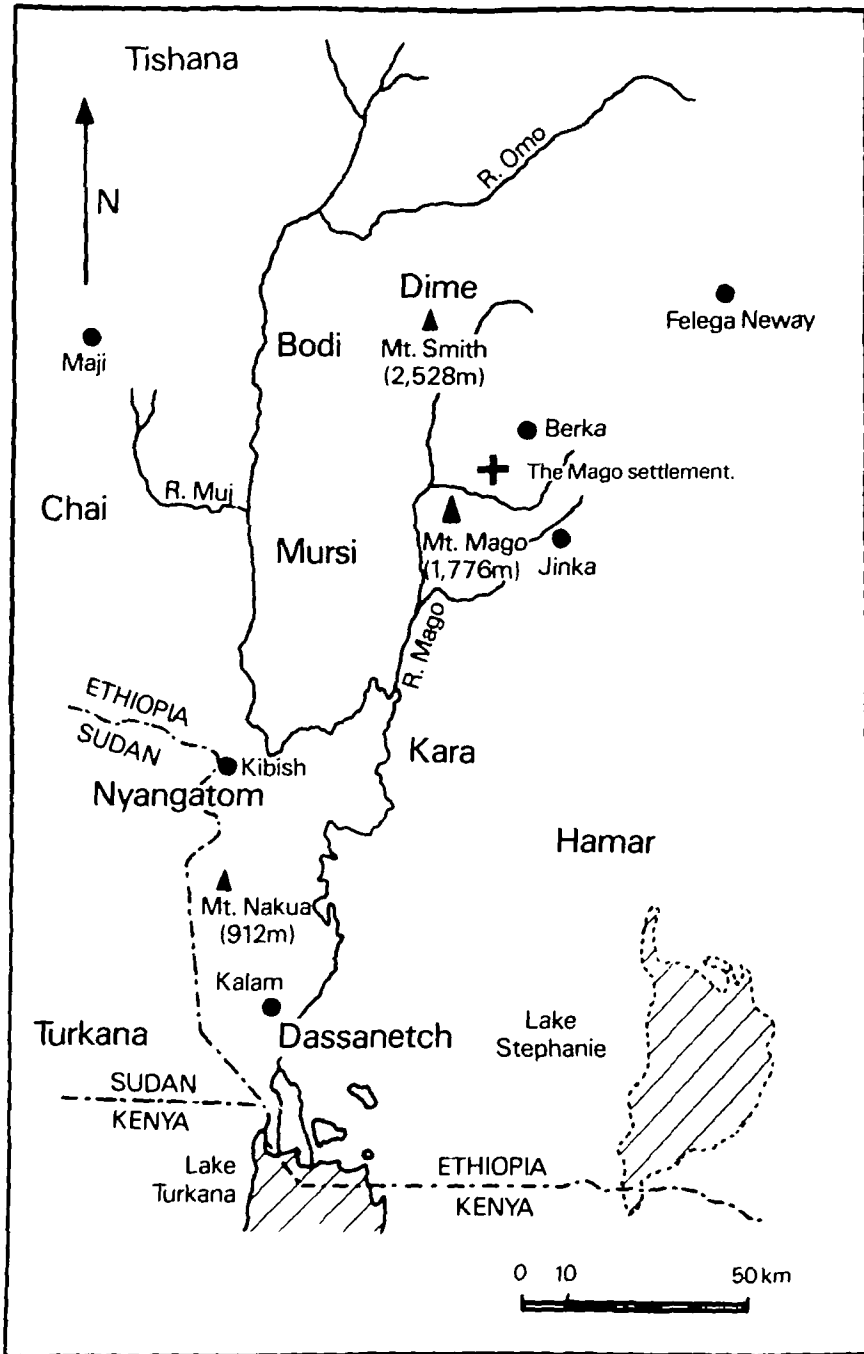 Tishana
N
R. Omo
Dime
Mt. Smith
(2,528m)
Felega Neway
Bodi
Maji
Berka
The Mago settlement.
R. Muj
Chai
Mursi
Mt. Mago
(1,776m)
Jinka
R. Mago
ETHIOPIA
SUDAN
Kibish
Kara
Nyangatom
Hamar
Mt. Nakua
(912m)
Kalam
Turkana
Dassanetch
Lake
Stephanie
SUDAN
KENYA
Lake
Turkana
ETHIOPIA
KENYA
0 10 50 km